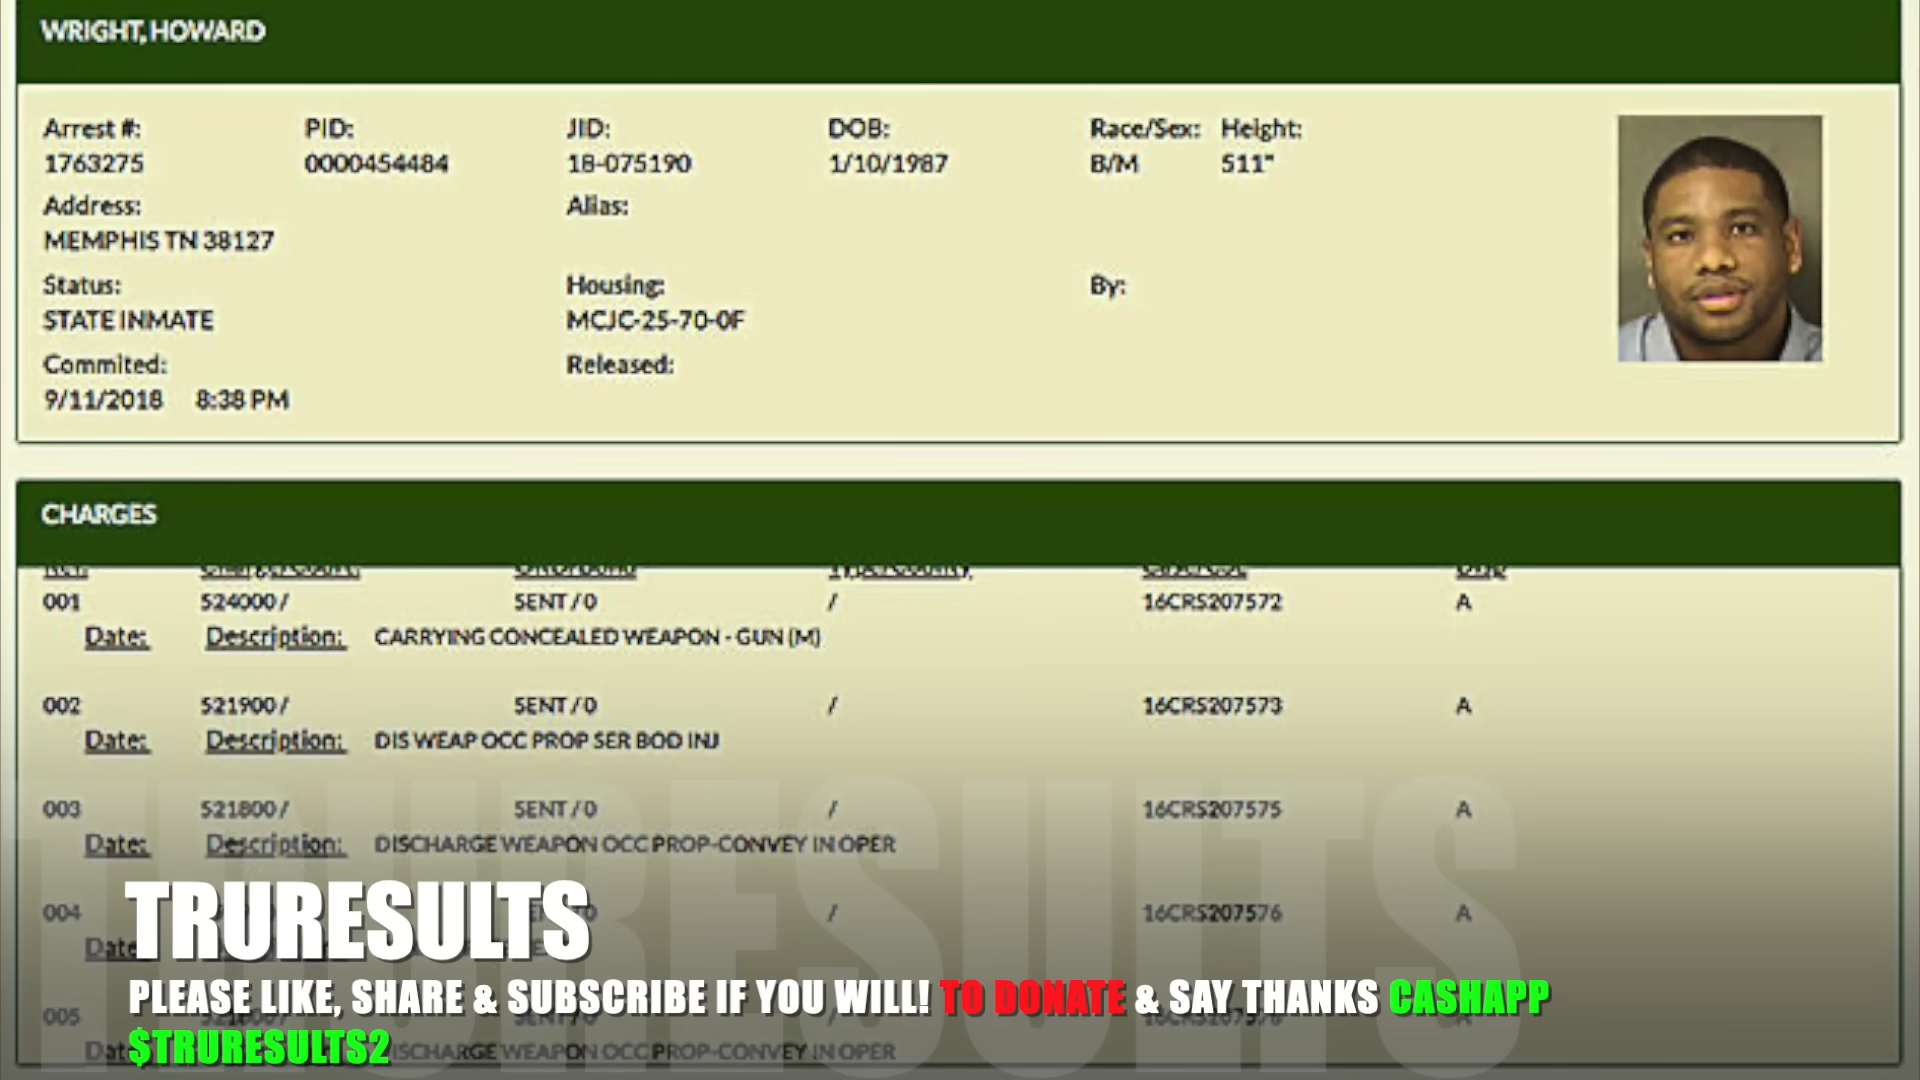 WRIGHT, HOWARD
Arrest #: PID: JID: DOB: Race/Sex: Height:
1763275 0000454484 18-075190 1/10/1987 B/M 511"
Address: Alias:
MEMPHIS TN 38127
Status: Housing: By:
STATE INMATE MCJC-25-70-0F
Commited: Released:
9/11/2018 8:38 PM
CHARGES
001 524000 / SENT / 0 / 16CRS207572 A
Date: Description: CARRYING CONCEALED WEAPON - GUN (M)
002 521900 / SENT / 0 / 16CRS207573 A
Date: Description: DIS WEAP OCC PROP SER BOD INJ
003 521800 / SENT / 0 / 16CRS207575 A
Date: Description: DISCHARGE WEAPON OCC PROP-CONVEY IN OPER
TRURESULTS
004 / 16CRS207576 A
TRURESULTS
PLEASE LIKE, SHARE & SUBSCRIBE IF YOU WILL! TO DONATE & SAY THANKS CASHAPP
005
$TRURESULTS2
DISCHARGE WEAPON OCC PROP-CONVEY IN OPER